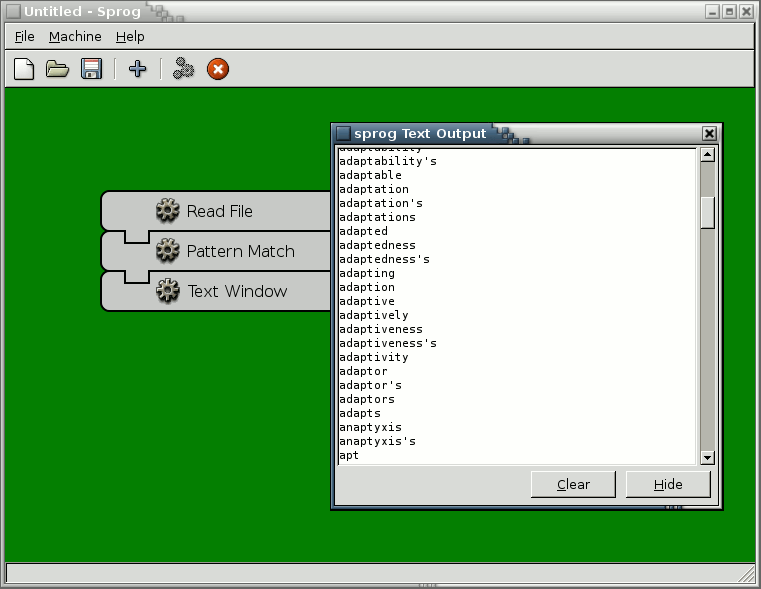 Untitled - Sprog
File Machine Help
Read File
Pattern Match
Text Window
sprog Text Output
adaptability
adaptability's
adaptable
adaptation
adaptation's
adaptations
adapted
adaptedness
adaptedness's
adapting
adaption
adaptive
adaptively
adaptiveness
adaptiveness's
adaptivity
adaptor
adaptor's
adaptors
adapts
anaptyxis
anaptyxis's
apt
Clear Hide